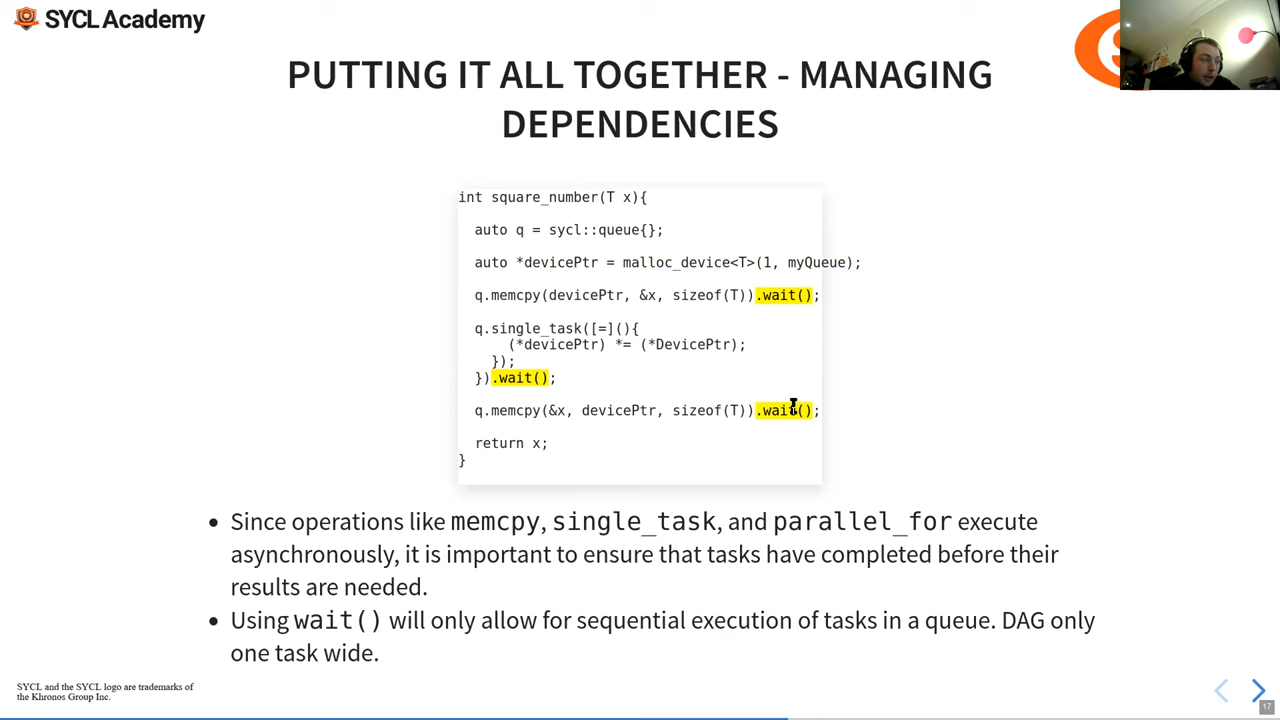 SYCL Academy
PUTTING IT ALL TOGETHER - MANAGING
DEPENDENCIES
int square_number(T x){
auto q = sycl::queue{};
auto *devicePtr = malloc_device<T>(1, myQueue);
q.memcpy(devicePtr, &x, sizeof(T)).wait();
q.single_task([=](){
(*devicePtr) *= (*DevicePtr);
});
}).wait();
q.memcpy(&x, devicePtr, sizeof(T)).wait();
return x;
}
• Since operations like memcpy, single_task, and parallel_for execute
asynchronously, it is important to ensure that tasks have completed before their
results are needed.
• Using wait() will only allow for sequential execution of tasks in a queue. DAG only
one task wide.
SYCL and the SYCL logo are trademarks of
the Khronos Group Inc.
17